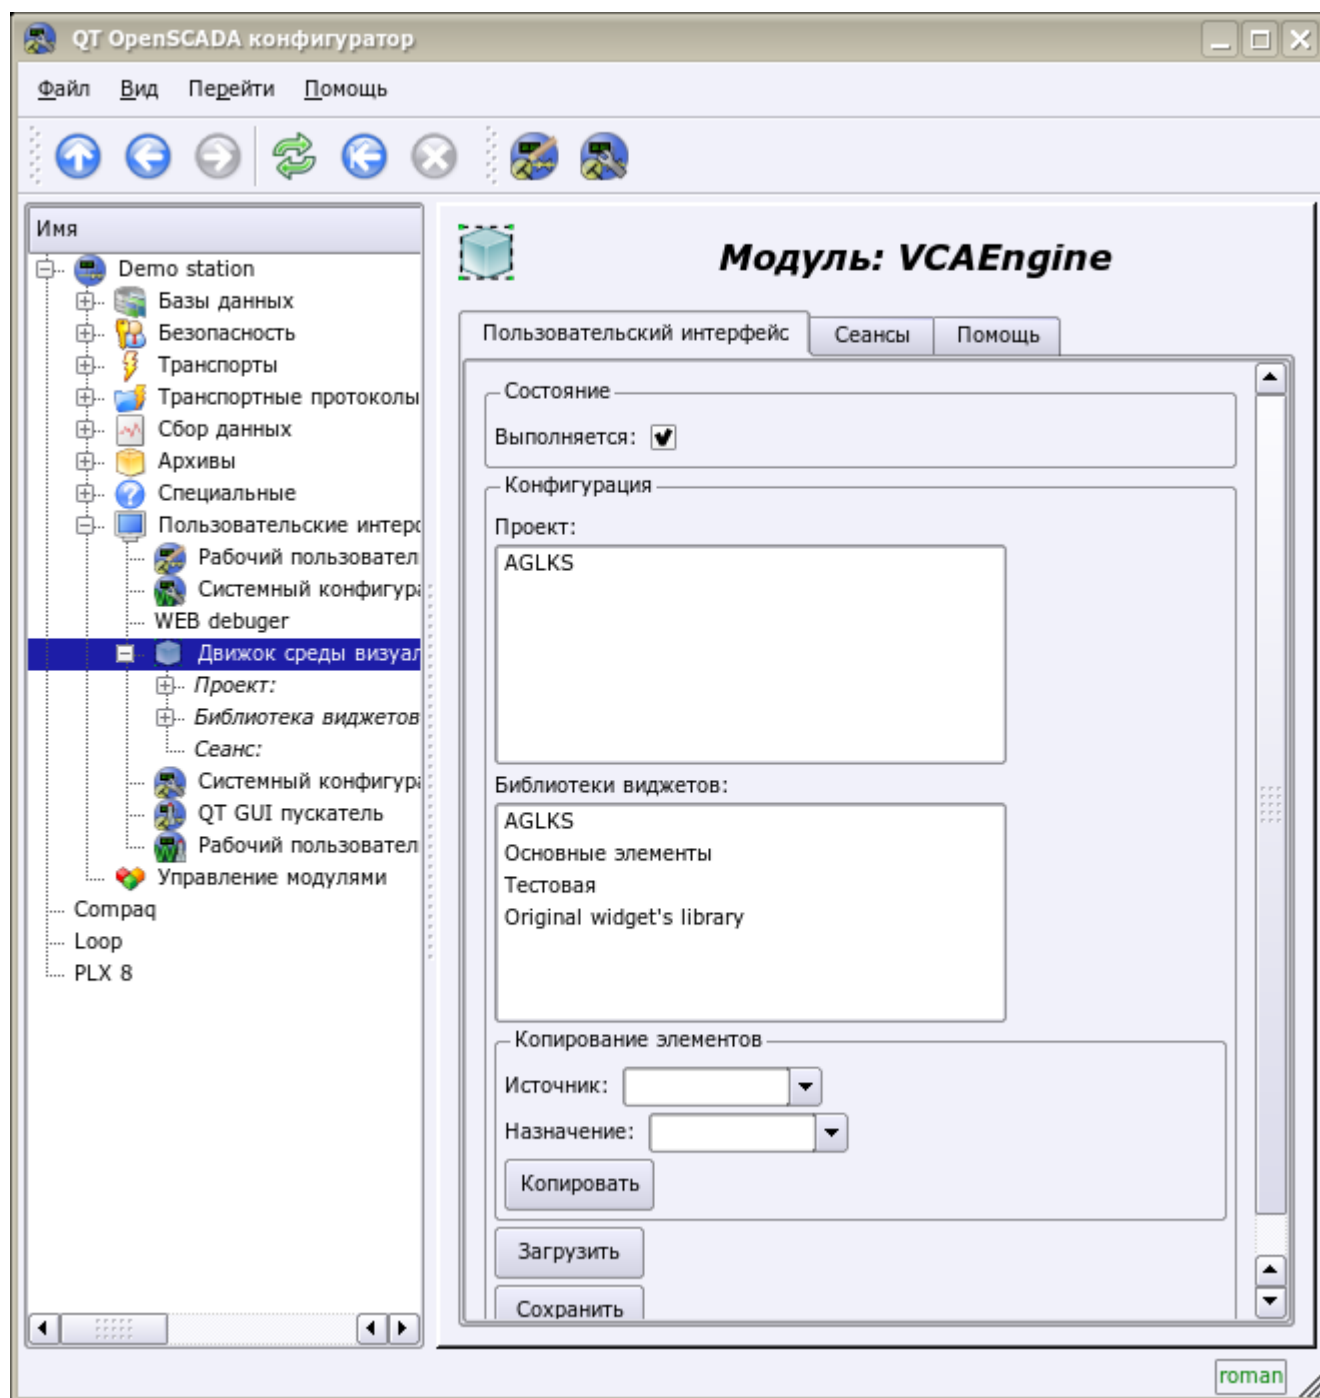 QT OpenSCADA конфигуратор
Файл Вид Перейти Помощь
Имя
Demo station
Базы данных
Безопасность
Транспорты
Транспортные протоколы
Сбор данных
Архивы
Специальные
Пользовательские интерф
Рабочий пользовател
Системный конфигура
WEB debuger
Движок среды визуал
Проект:
Библиотека виджетов
Сеанс:
Системный конфигура
QT GUI пускатель
Рабочий пользовател
Управление модулями
Compaq
Loop
PLX 8
Модуль: VCAEngine
Пользовательский интерфейс Сеансы Помощь
Состояние
Выполняется:
Конфигурация
Проект:
AGLKS
Библиотеки виджетов:
AGLKS
Основные элементы
Тестовая
Original widget's library
Копирование элементов
Источник:
Назначение:
Копировать
Загрузить
Сохранить
roman